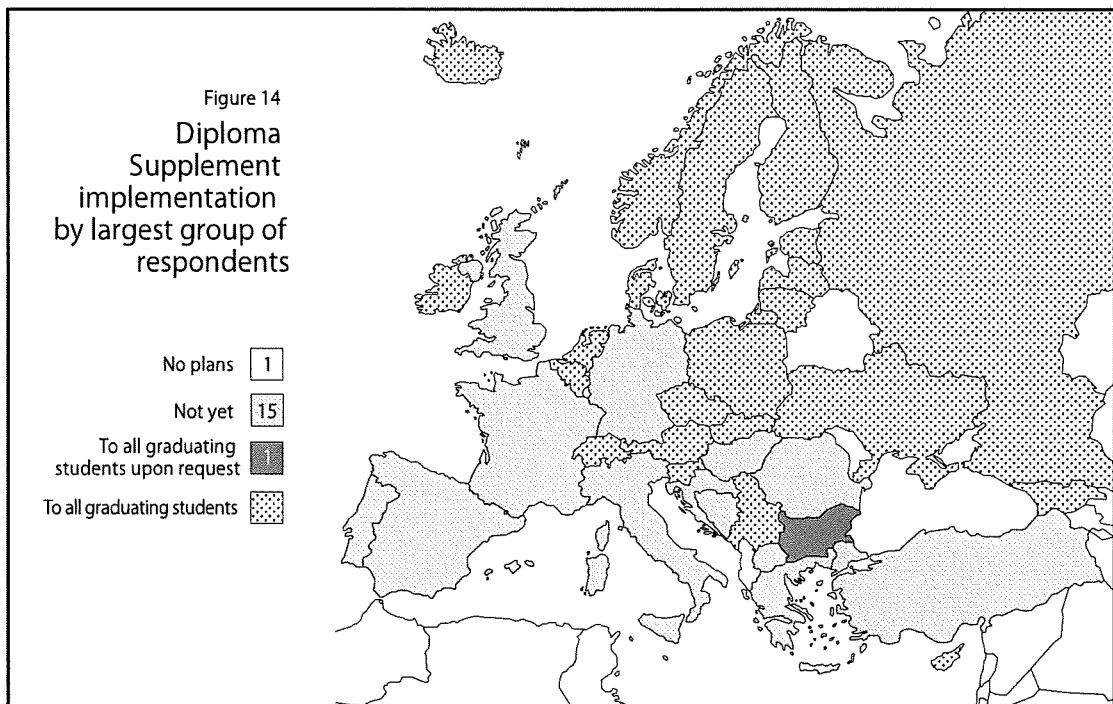 Figure 14
Diploma
Supplement
implementation
by largest group of
respondents
No plans 1
Not yet 15
To all graduating
students upon request 1
To all graduating students